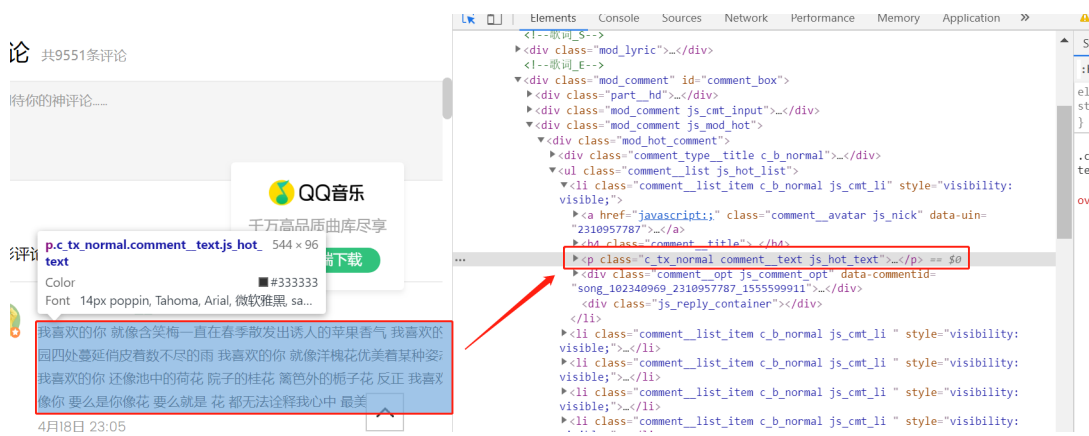 论 共9551条评论
待你的神评论......
QQ音乐
千万高品质曲库尽享
端下载
彡评论
p.c_tx_normal.comment__text.js_hot_ 544 × 96
text
Color #333333
Font 14px poppin, Tahoma, Arial, 微软雅黑, sa...
我喜欢的你 就像含笑梅一直在春季散发出诱人的苹果香气 我喜欢的
园四处蔓延俏皮着数不尽的雨 我喜欢的你 就像洋槐花优美着某种姿态
我喜欢的你 还像池中的荷花 院子的桂花 篱笆外的栀子花 反正 我喜欢
像你 要么是你像花 要么就是 花 都无法诠释我心中 最美
4月18日 23:05
Elements Console Sources Network Performance Memory Application »
<!--歌词_S-->
▶<div class="mod_lyric">…</div>
<!--歌词_E-->
▼<div class="mod_comment" id="comment_box">
▶<div class="part__hd">…</div>
▶<div class="mod_comment js_cmt_input">…</div>
▼<div class="mod_comment js_mod_hot">
▼<div class="mod_hot_comment">
▶<div class="comment_type__title c_b_normal">…</div>
▼<ul class="comment__list js_hot_list">
▼<li class="comment__list_item c_b_normal js_cmt_li" style="visibility:
visible;">
▶<a href="javascript:;" class="comment__avatar js_nick" data-uin=
"2310957787">…</a>
▶<h4 class="comment__title">…</h4>
… ▶<p class="c_tx_normal comment__text js_hot_text">…</p> == $0
▶<div class="comment__opt js_comment_opt" data-commentid=
"song_102340969_2310957787_1555599911">…</div>
<div class="js_reply_container"></div>
</li>
▶<li class="comment__list_item c_b_normal js_cmt_li " style="visibility:
visible;">…</li>
▶<li class="comment__list_item c_b_normal js_cmt_li " style="visibility:
visible;">…</li>
▶<li class="comment__list_item c_b_normal js_cmt_li " style="visibility:
visible;">…</li>
▶<li class="comment__list_item c_b_normal js_cmt_li " style="visibility:
S
el
st
}
.c
te
ov